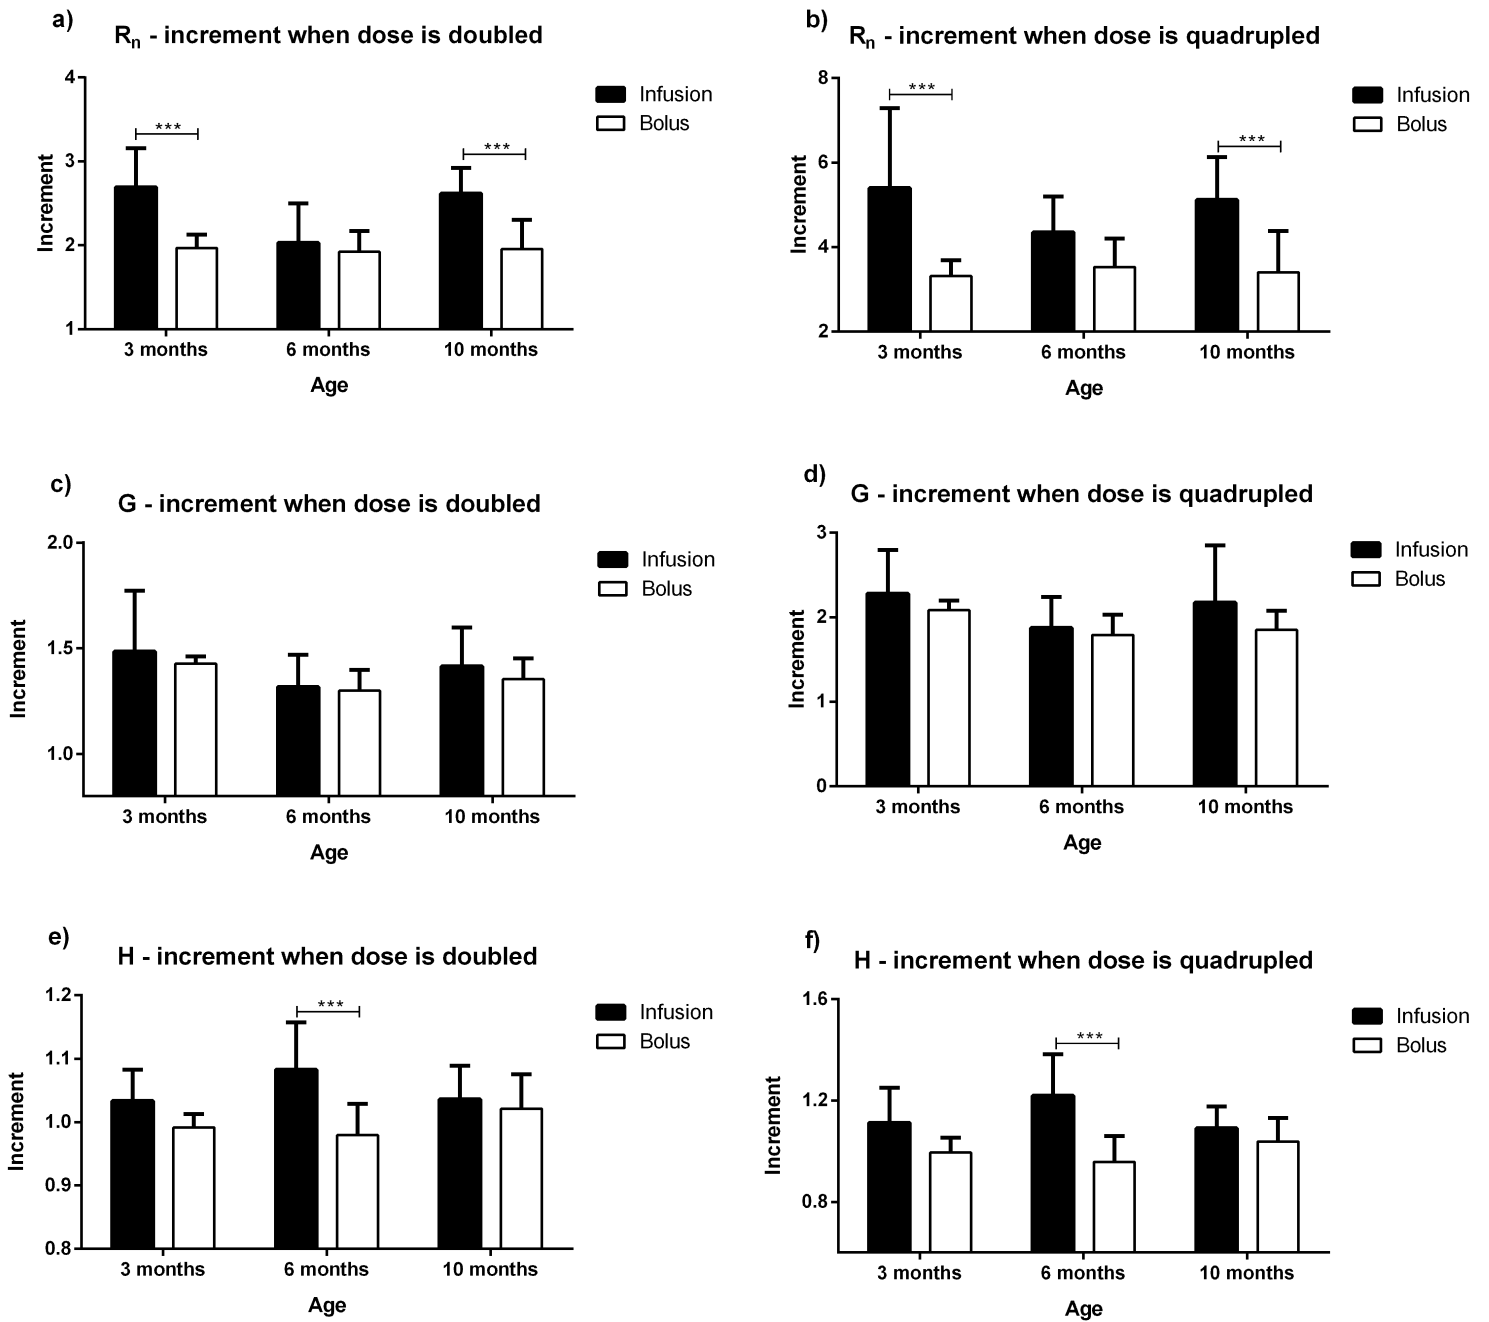 a)
Rn - increment when dose is doubled
4
3
2
1
Increment
***
***
Infusion
Bolus
3 months 6 months 10 months
Age
b)
Rn - increment when dose is quadrupled
8
6
4
2
Increment
***
***
Infusion
Bolus
3 months 6 months 10 months
Age
c)
G - increment when dose is doubled
2.0
1.5
1.0
Increment
Infusion
Bolus
3 months 6 months 10 months
Age
d)
G - increment when dose is quadrupled
3
2
1
0
Increment
Infusion
Bolus
3 months 6 months 10 months
Age
e)
H - increment when dose is doubled
1.2
1.1
1.0
0.9
0.8
Increment
***
Infusion
Bolus
3 months 6 months 10 months
Age
f)
H - increment when dose is quadrupled
1.6
1.2
0.8
Increment
***
Infusion
Bolus
3 months 6 months 10 months
Age